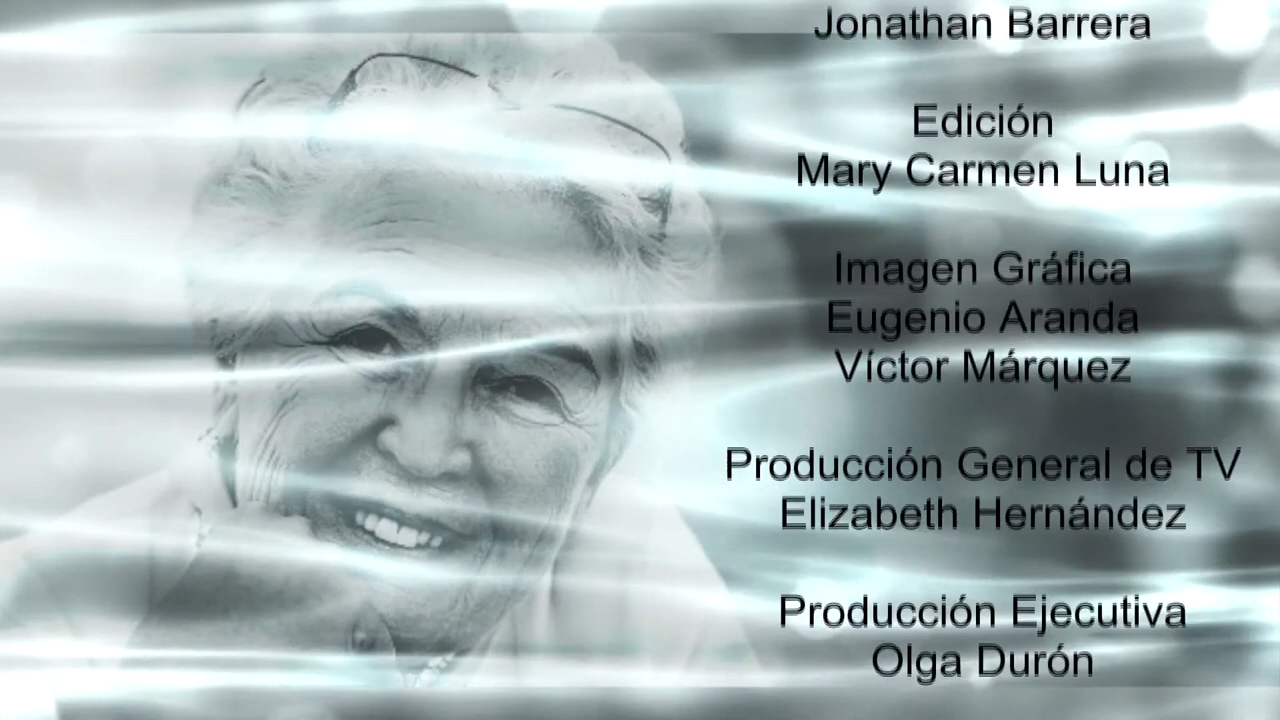 Jonathan Barrera
Edición
Mary Carmen Luna
Imagen Gráfica
Eugenio Aranda
Víctor Márquez
Producción General de TV
Elizabeth Hernández
Producción Ejecutiva
Olga Durón